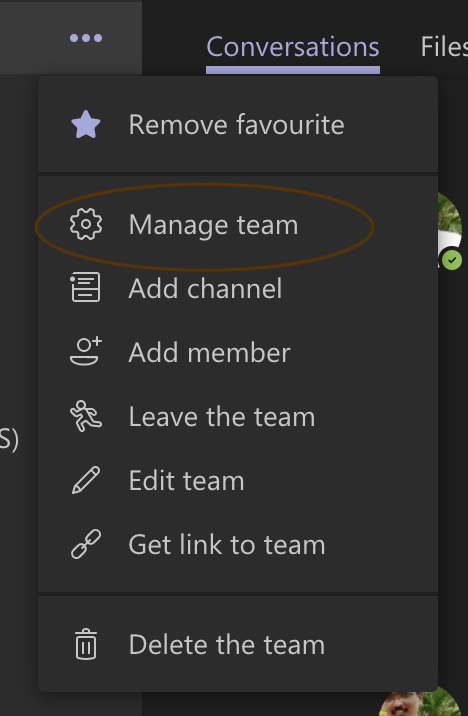 Conversations Files
Remove favourite
Manage team
Add channel
Add member
Leave the team
S)
Edit team
Get link to team
Delete the team